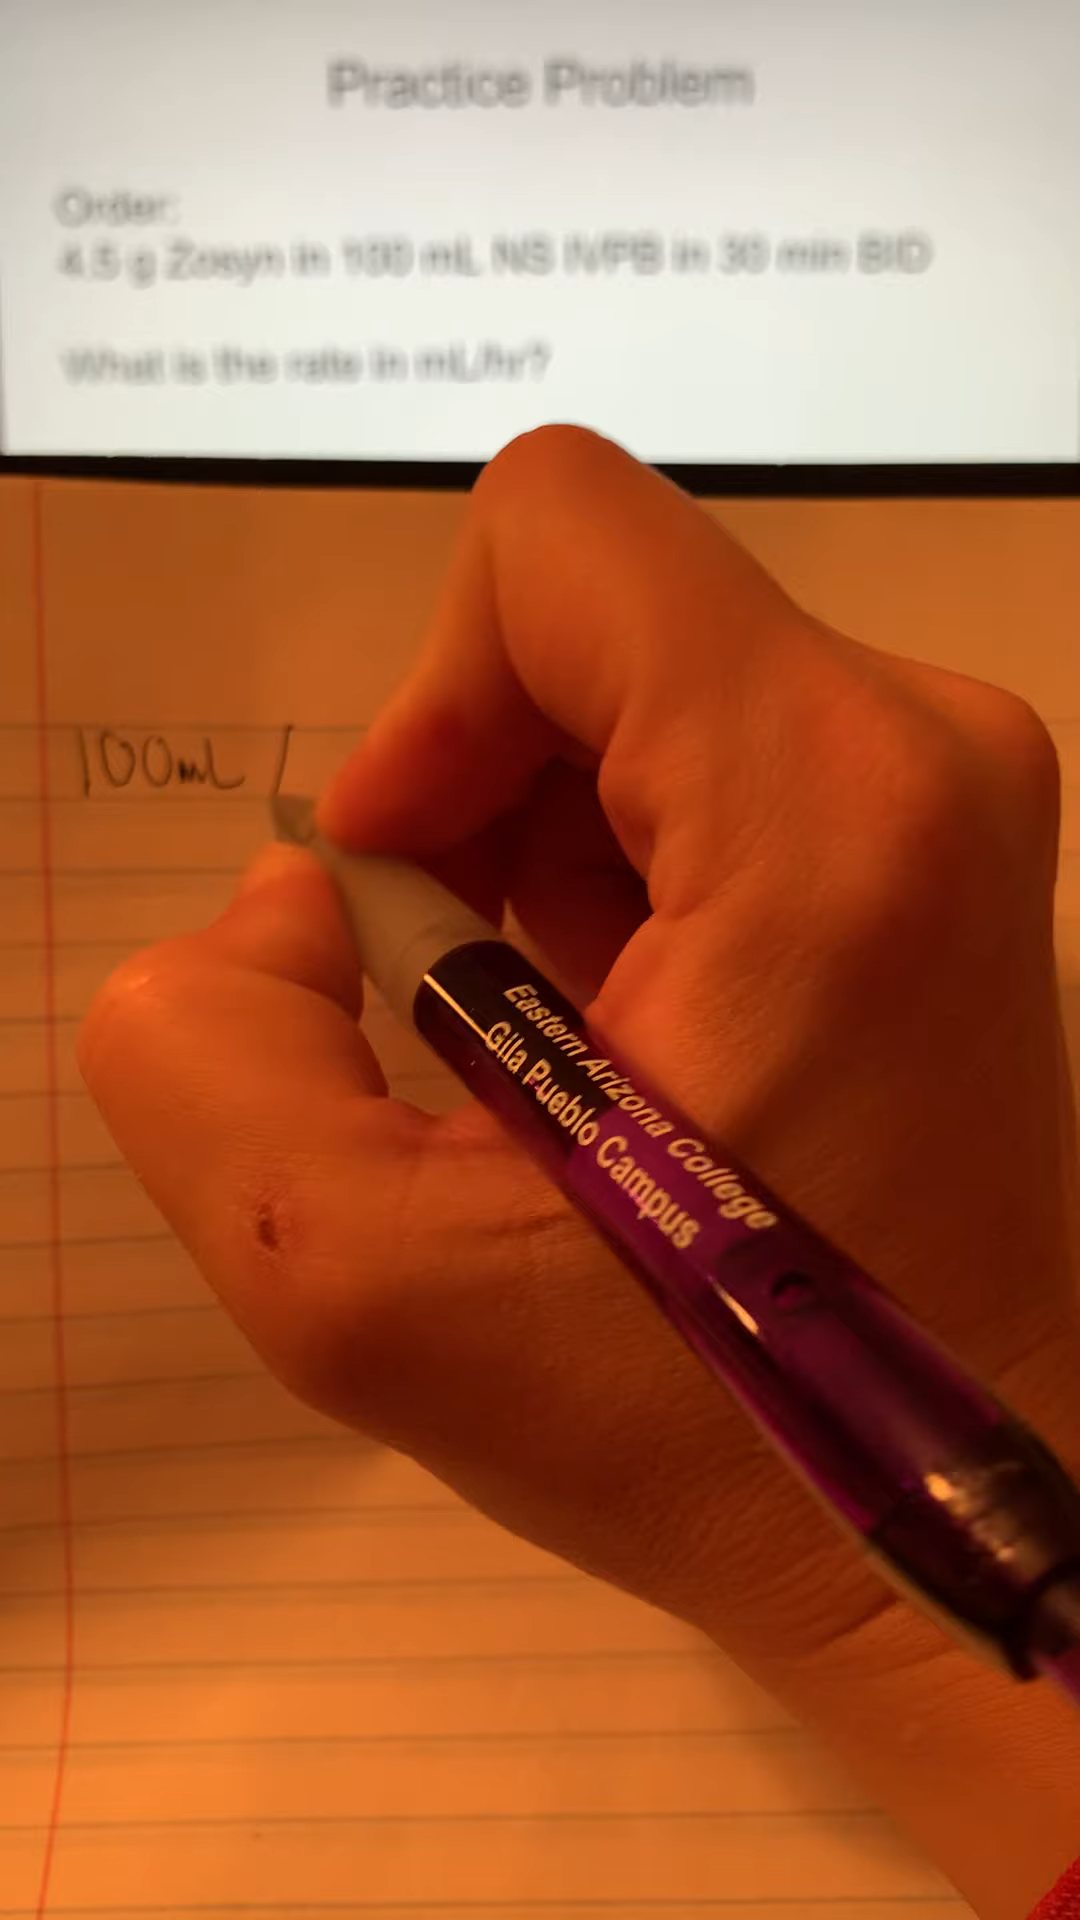 Practice Problem
Order:
4.5 g Zosyn in 100 mL NS IVPB in 30 min BID
What is the rate in mL/hr?
100mL /
Eastern Arizona College
Gila Pueblo Campus